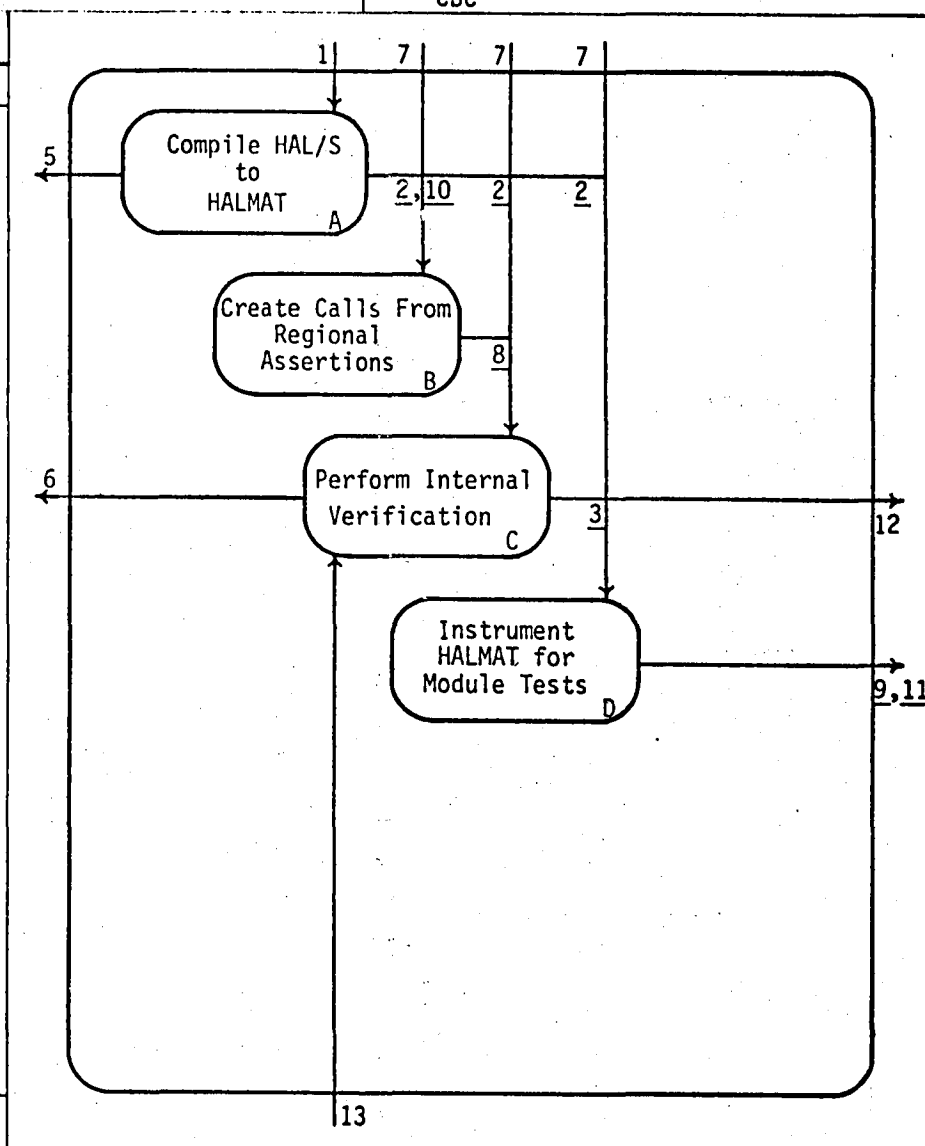 CSC
1 7 7 7
Compile HAL/S
to
HALMAT
A
5
2,10 2 2
Create Calls From
Regional
Assertions
B
8
Perform Internal
Verification
C
6
3
12
Instrument
HALMAT for
Module Tests
D
9,11
13